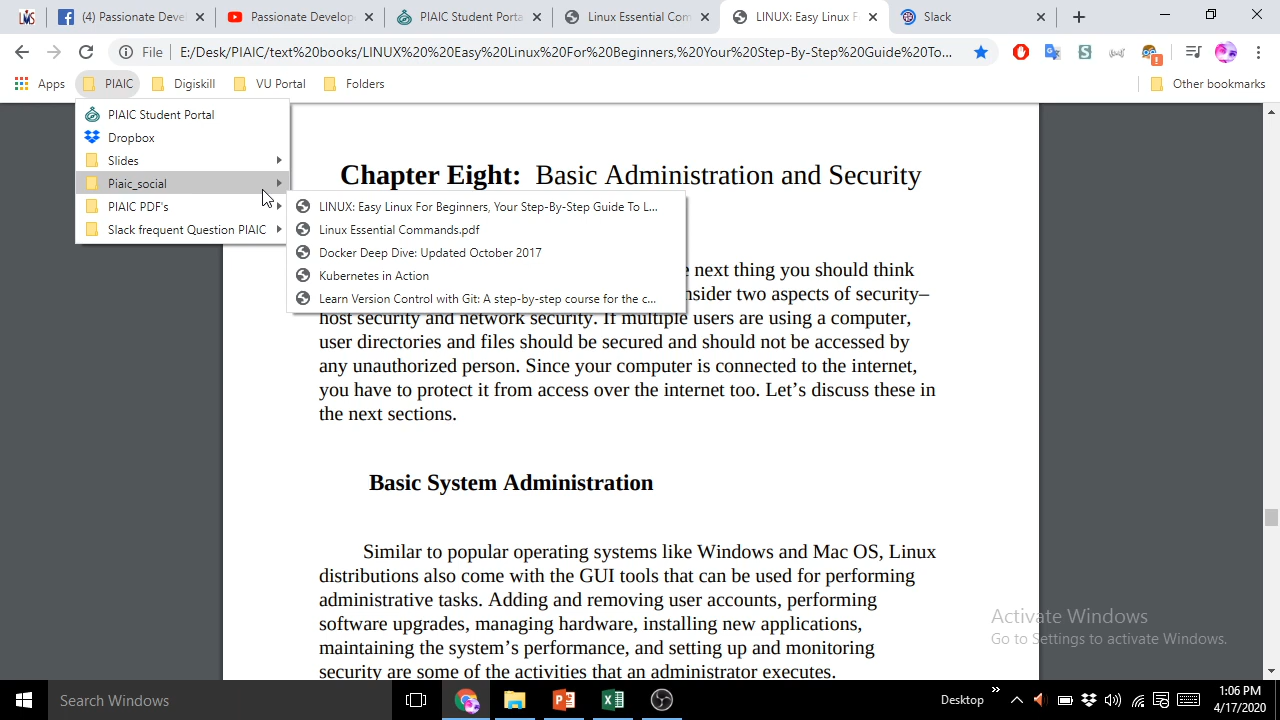 (4) Passionate Deve
Passionate Develop
PIAIC Student Porta
Linux Essential Com
LINUX: Easy Linux F
Slack
File
E:/Desk/PIAIC/text%20books/LINUX%20%20Easy%20Linux%20For%20Beginners,%20Your%20Step-By-Step%20Guide%20To...
Apps
PIAIC
Digiskill
VU Portal
Folders
Other bookmarks
PIAIC Student Portal
Dropbox
Slides
Piaic_social
PIAIC PDF's
Slack frequent Question PIAIC
LINUX: Easy Linux For Beginners, Your Step-By-Step Guide To L...
Linux Essential Commands.pdf
Docker Deep Dive: Updated October 2017
Kubernetes in Action
Learn Version Control with Git: A step-by-step course for the c...
Chapter Eight: Basic Administration and Security
next thing you should think
nsider two aspects of security–
host security and network security. If multiple users are using a computer,
user directories and files should be secured and should not be accessed by
any unauthorized person. Since your computer is connected to the internet,
you have to protect it from access over the internet too. Let's discuss these in
the next sections.
Basic System Administration
Similar to popular operating systems like Windows and Mac OS, Linux
distributions also come with the GUI tools that can be used for performing
administrative tasks. Adding and removing user accounts, performing
software upgrades, managing hardware, installing new applications,
maintaining the system's performance, and setting up and monitoring
security are some of the activities that an administrator executes.
Activate Windows
Go to Settings to activate Windows.
Search Windows
Desktop
1:06 PM
4/17/2020